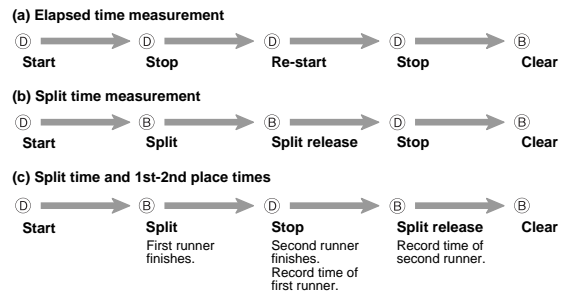 (a) Elapsed time measurement
Ⓓ Ⓓ Ⓓ Ⓓ Ⓑ
Start Stop Re-start Stop Clear
(b) Split time measurement
Ⓓ Ⓑ Ⓑ Ⓓ Ⓑ
Start Split Split release Stop Clear
(c) Split time and 1st-2nd place times
Ⓓ Ⓑ Ⓓ Ⓑ Ⓑ
Start Split Stop Split release Clear
First runner
finishes.
Second runner
finishes.
Record time of
first runner.
Record time of
second runner.